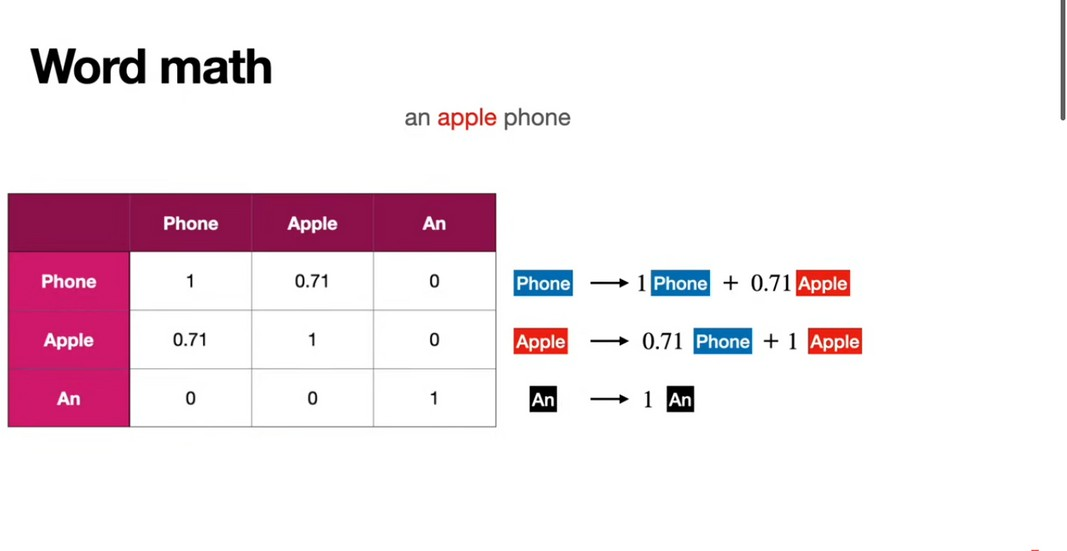 Word math
an apple phone
Phone Apple An
Phone 1 0.71 0
Apple 0.71 1 0
An 0 0 1
Phone → 1 Phone + 0.71 Apple
Apple → 0.71 Phone + 1 Apple
An → 1 An